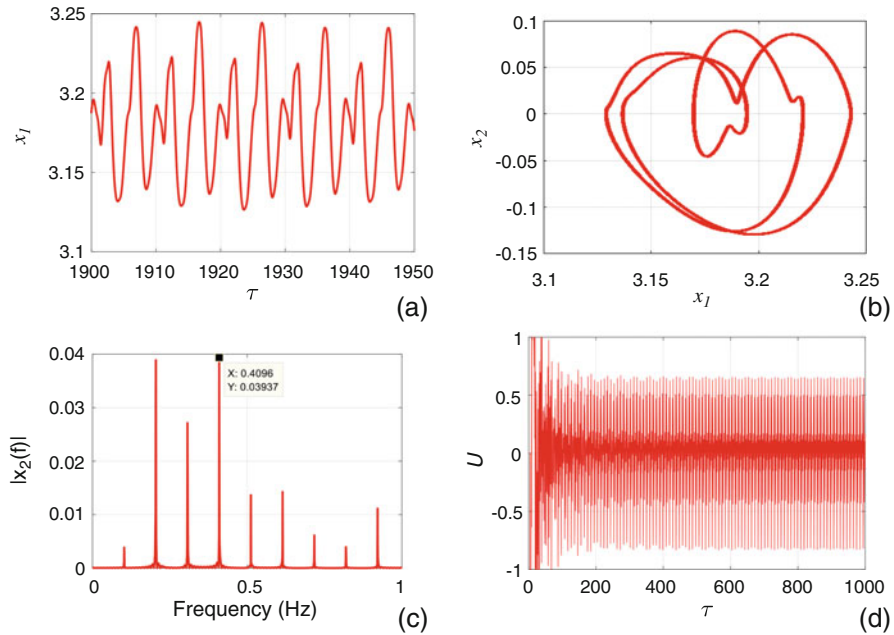 3.25
3.2
3.15
3.1
x1
1900 1910 1920 1930 1940 1950
τ
(a)
0.1
0.05
0
-0.05
-0.1
-0.15
x2
3.1 3.15 3.2 3.25
x1
(b)
0.04
0.03
0.02
0.01
0
|x2(f)|
X: 0.4096
Y: 0.03937
0 0.5 1
Frequency (Hz)
(c)
1
0.5
0
-0.5
-1
U
0 200 400 600 800 1000
τ
(d)